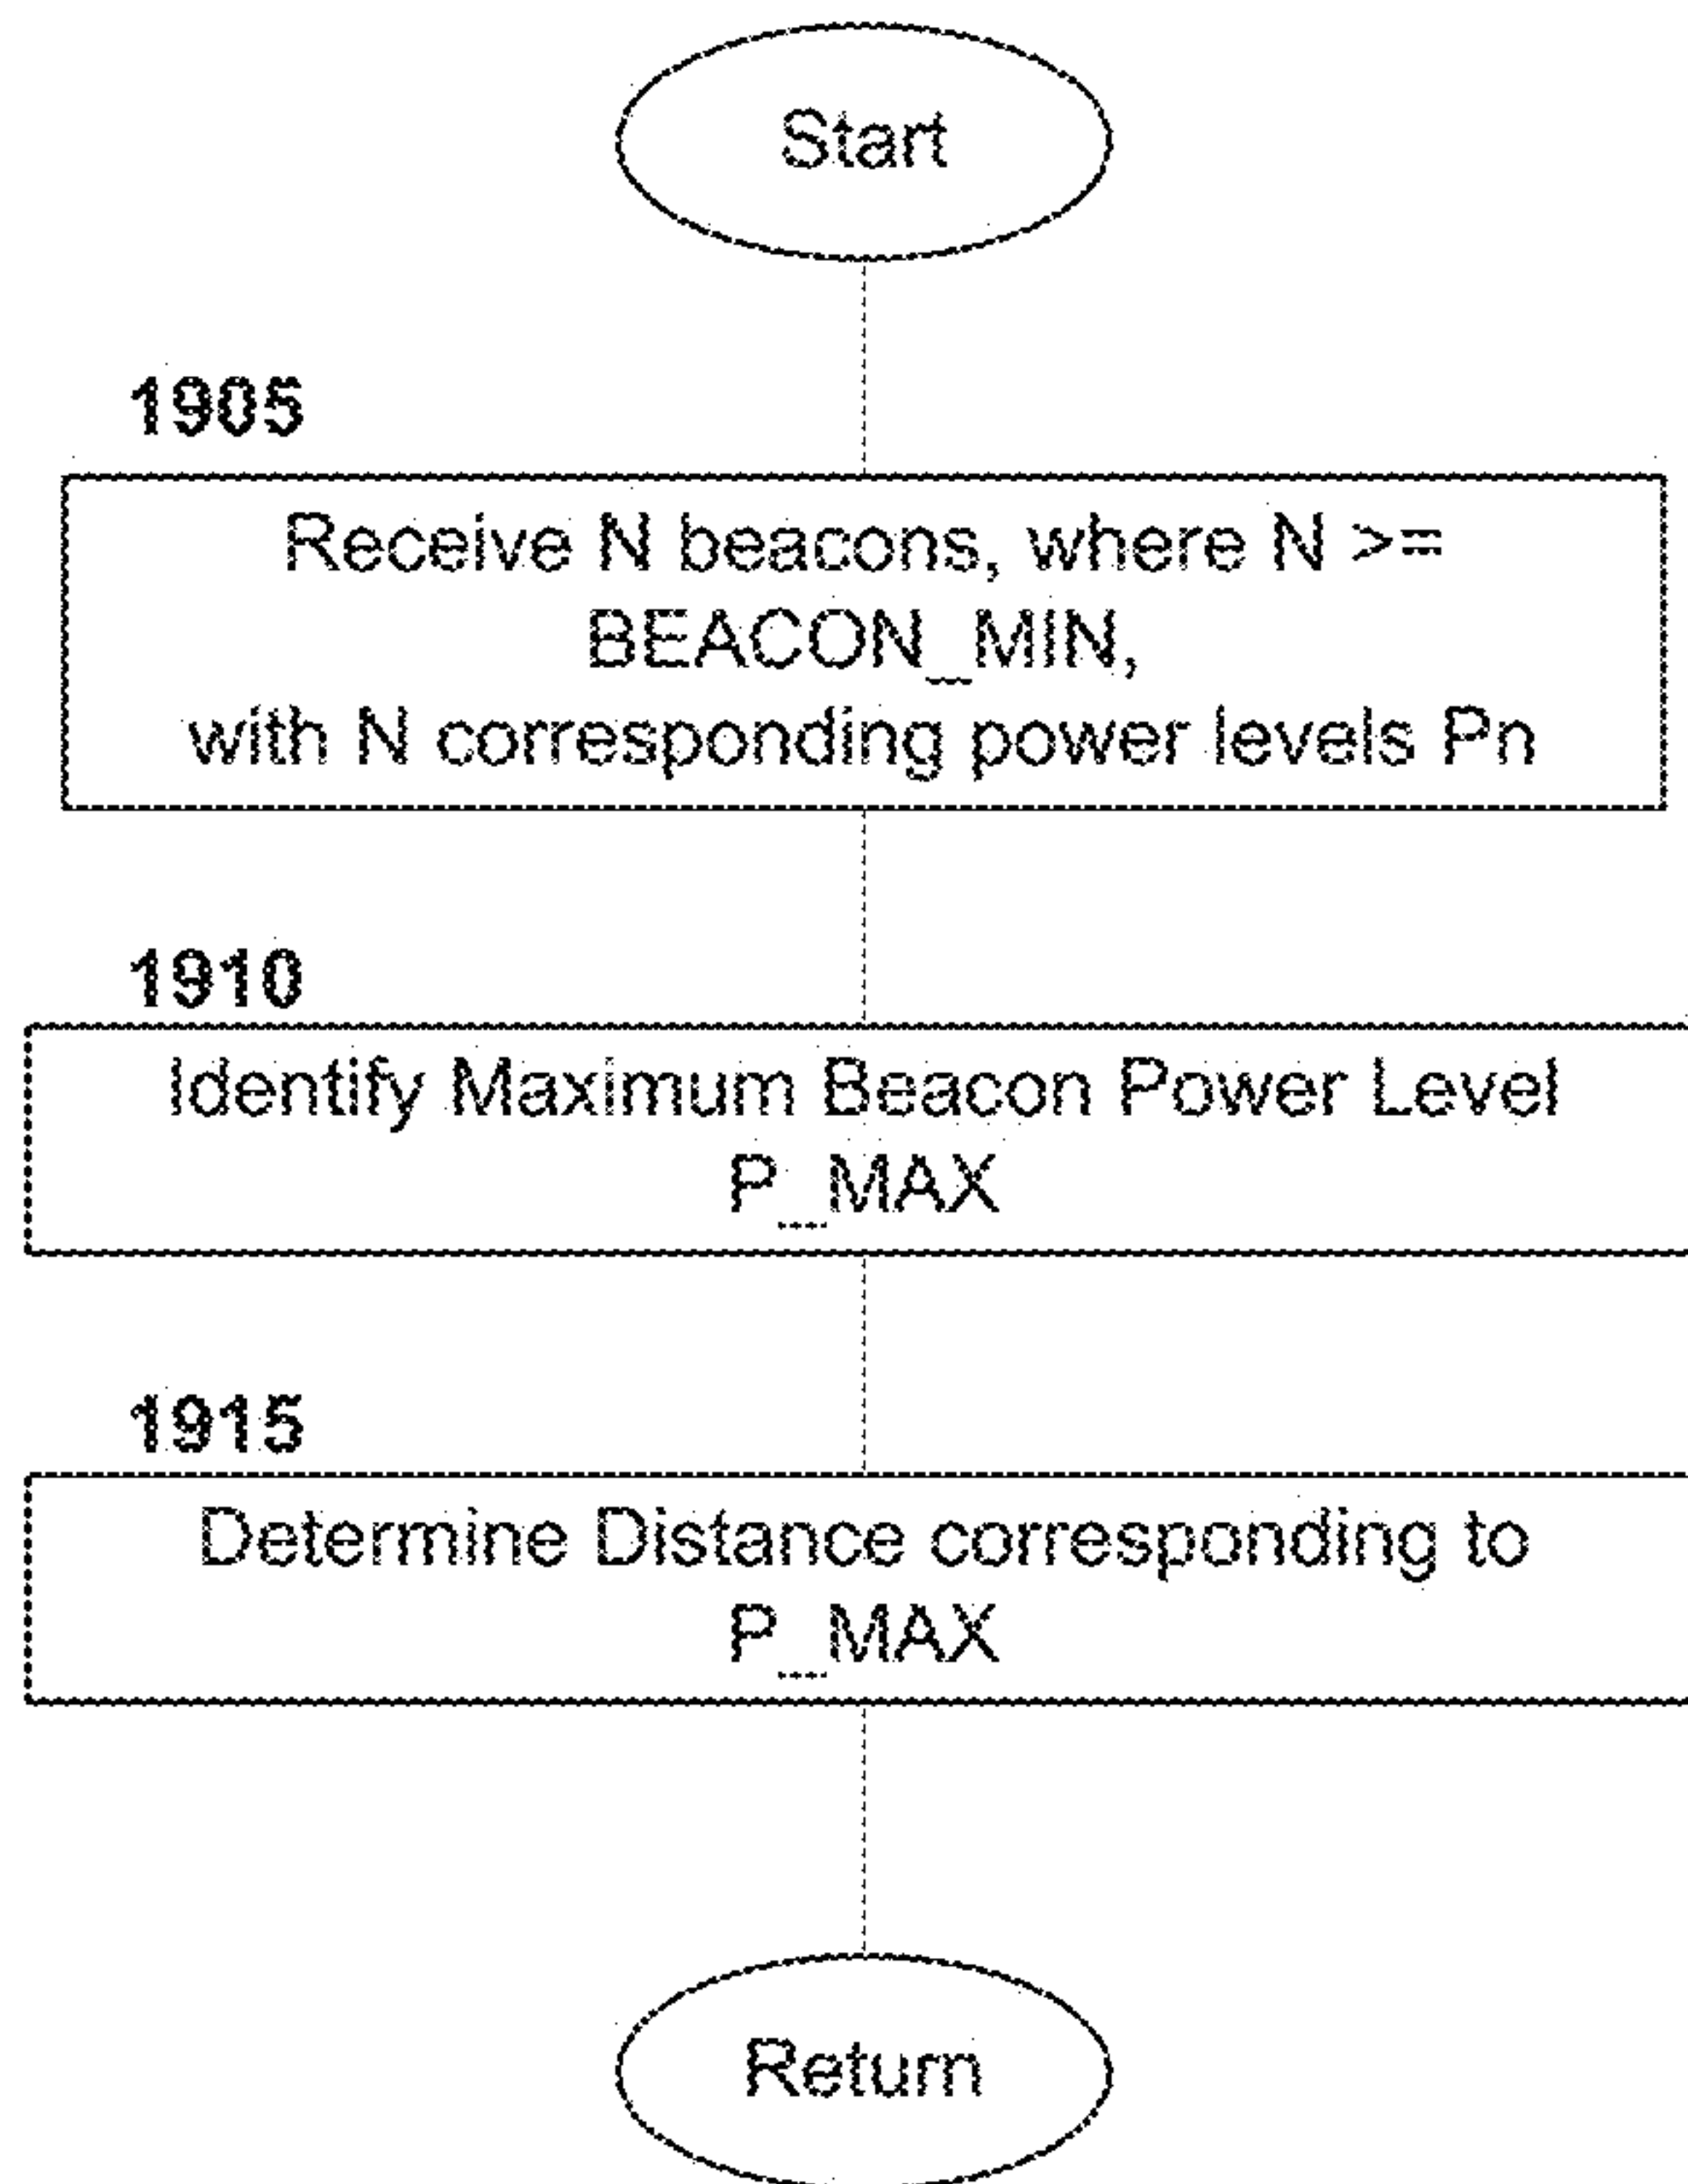 Start
1905
Receive N beacons, where N >=
BEACON_MIN,
with N corresponding power levels Pn
1910
Identify Maximum Beacon Power Level
P_MAX
1915
Determine Distance corresponding to
P_MAX
Return